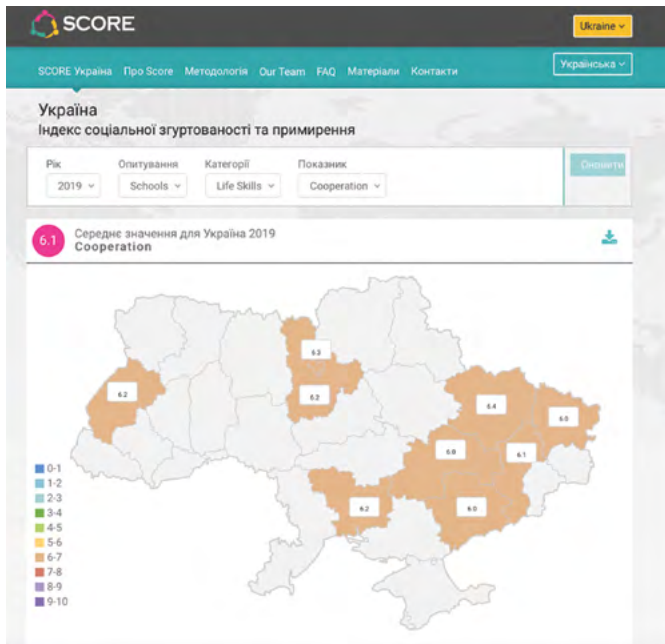 SCORE
Ukraine
SCORE Україна Про Score Методологія Our Team FAQ Матеріали Контакти
Українська
Україна
Індекс соціальної згуртованості та примирення
Рік Опитування Категорії Показник
2019 Schools Life Skills Cooperation
Оновити
6.1
Середнє значення для Україна 2019
Cooperation
6.3
6.2
6.2
6.4
6.0
6.1
6.2
6.0
0-1
1-2
2-3
3-4
4-5
5-6
6-7
7-8
8-9
9-10